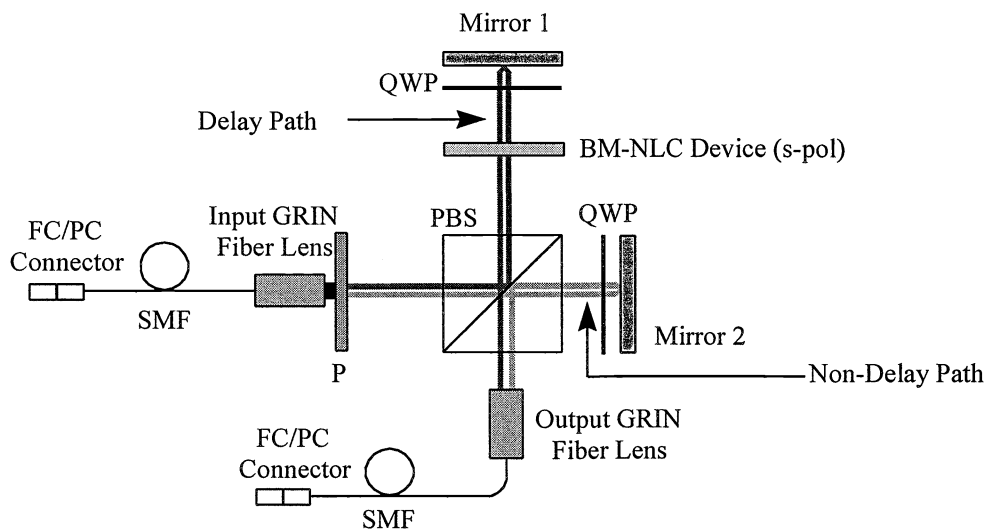 Mirror 1
QWP
Delay Path
BM-NLC Device (s-pol)
Input GRIN
Fiber Lens
PBS
QWP
FC/PC
Connector
SMF
P
Mirror 2
Non-Delay Path
Output GRIN
Fiber Lens
FC/PC
Connector
SMF